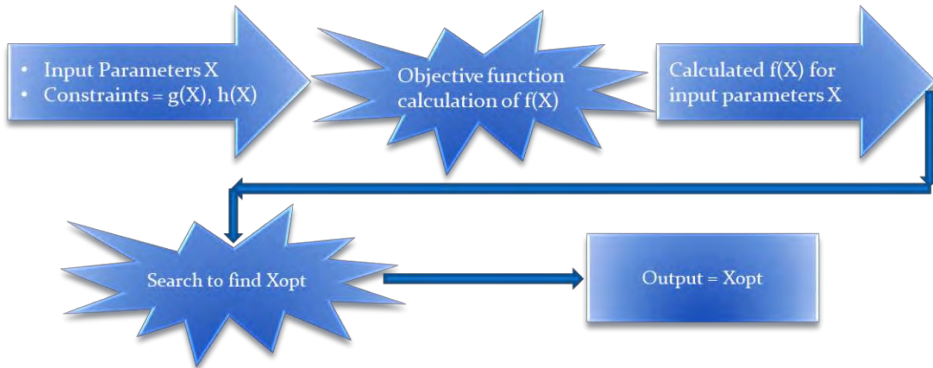 • Input Parameters X
• Constraints = g(X), h(X)
Objective function
calculation of f(X)
Calculated f(X) for
input parameters X
Search to find Xopt
Output = Xopt